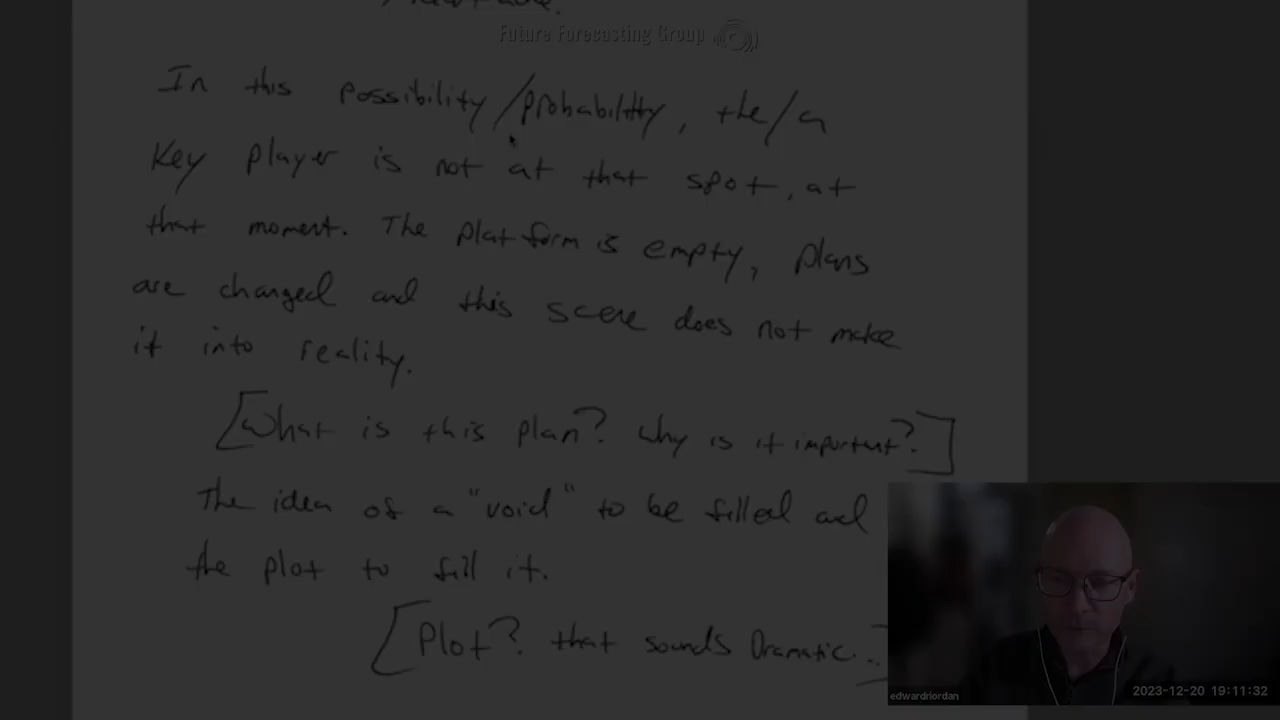 Future Forecasting Group
In this possibility/probability, the/a
Key player is not at that spot, at
that moment. The platform is empty, plans
are changed and this scene does not make
it into reality.
[What is this plan? Why is it important?]
The idea of a "void" to be filled and
the plot to fill it.
[Plot? that sounds Dramatic..]
edwardriordan
2023-12-20 19:11:32